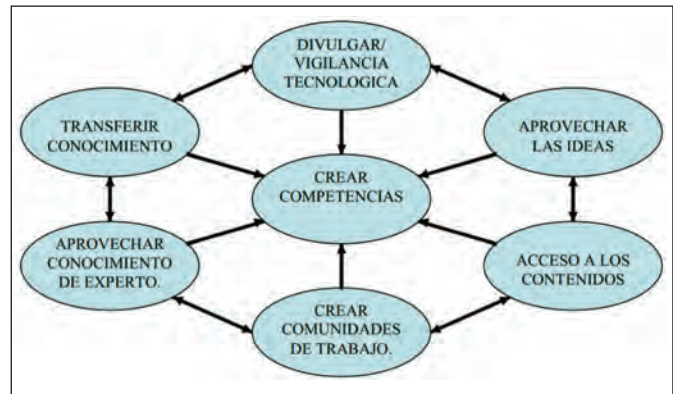 DIVULGAR/
VIGILANCIA
TECNOLOGICA
TRANSFERIR
CONOCIMIENTO
APROVECHAR
LAS IDEAS
CREAR
COMPETENCIAS
APROVECHAR
CONOCIMIENTO
DE EXPERTO.
ACCESO A LOS
CONTENIDOS
CREAR
COMUNIDADES
DE TRABAJO.